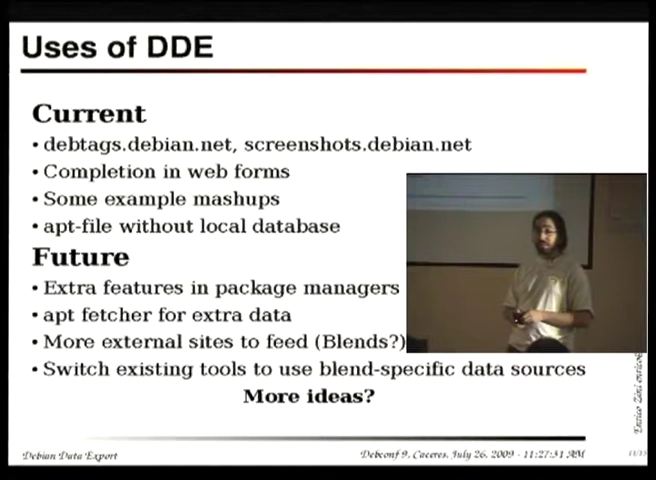 Uses of DDE
Current
• debtags.debian.net, screenshots.debian.net
• Completion in web forms
• Some example mashups
• apt-file without local database
Future
• Extra features in package managers
• apt fetcher for extra data
• More external sites to feed (Blends?)
• Switch existing tools to use blend-specific data sources
More ideas?
Enrico Zini
Debian Data Export
Debconf 9, Caceres, July 26, 2009 - 11:27:31 AM